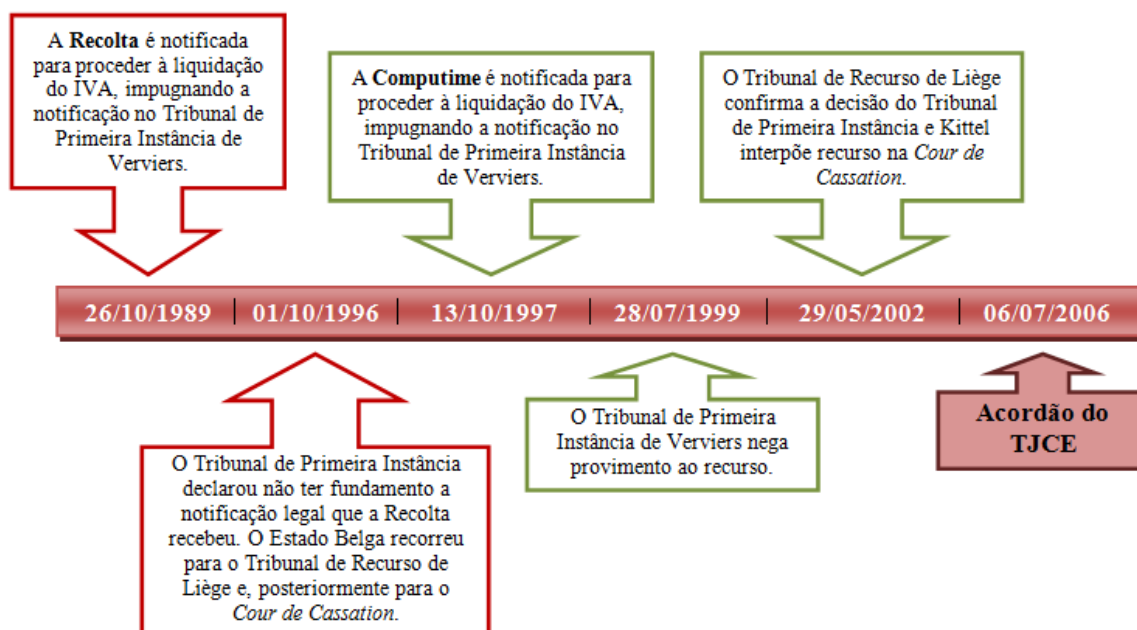 A Recolta é notificada
para proceder à liquidação
do IVA, impugnando a
notificação no Tribunal de
Primeira Instância de
Verviers.
A Computime é notificada para
proceder à liquidação do IVA,
impugnando a notificação no
Tribunal de Primeira Instância
de Verviers.
O Tribunal de Recurso de Liège
confirma a decisão do Tribunal
de Primeira Instância e Kittel
interpõe recurso na Cour de
Cassation.
26/10/1989 | 01/10/1996 | 13/10/1997 | 28/07/1999 | 29/05/2002 | 06/07/2006
O Tribunal de Primeira Instância
declarou não ter fundamento a
notificação legal que a Recolta
recebeu. O Estado Belga recorreu
para o Tribunal de Recurso de
Liège e, posteriormente para o
Cour de Cassation.
O Tribunal de Primeira
Instância de Verviers nega
provimento ao recurso.
Acordão do
TJCE